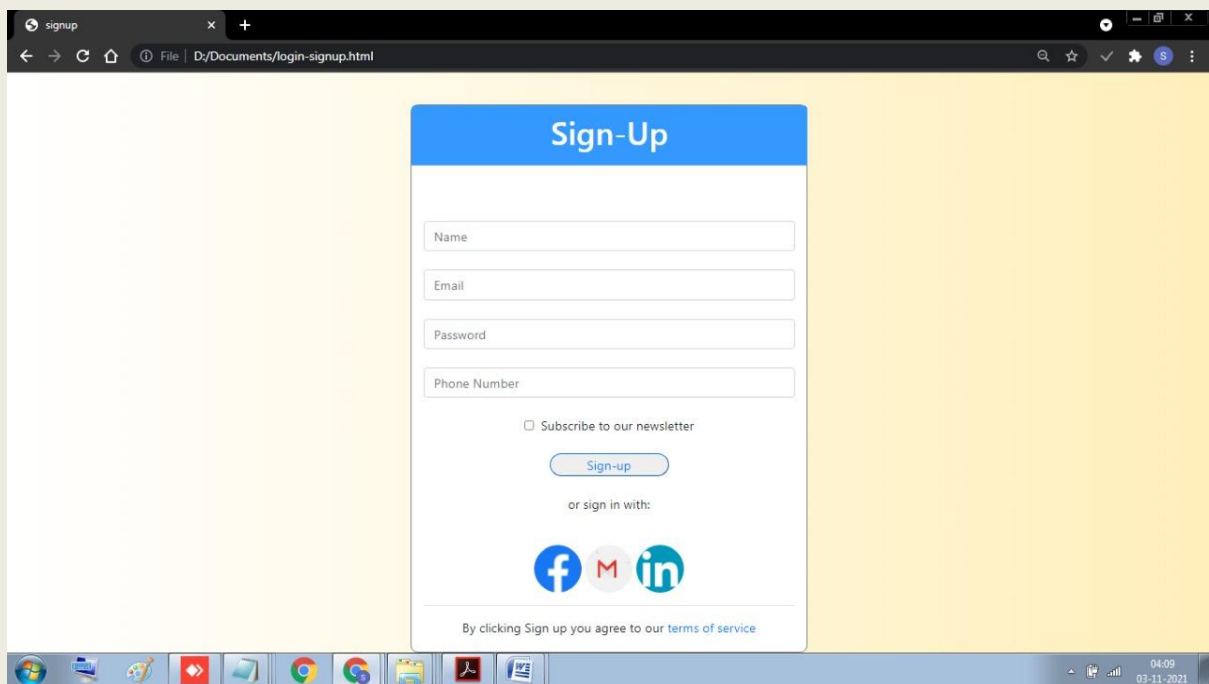 signup
File D:/Documents/login-signup.html
S
Sign-Up
Name
Email
Password
Phone Number
Subscribe to our newsletter
Sign-up
or sign in with:
f M in
By clicking Sign up you agree to our terms of service
S W
04:09
03-11-2021